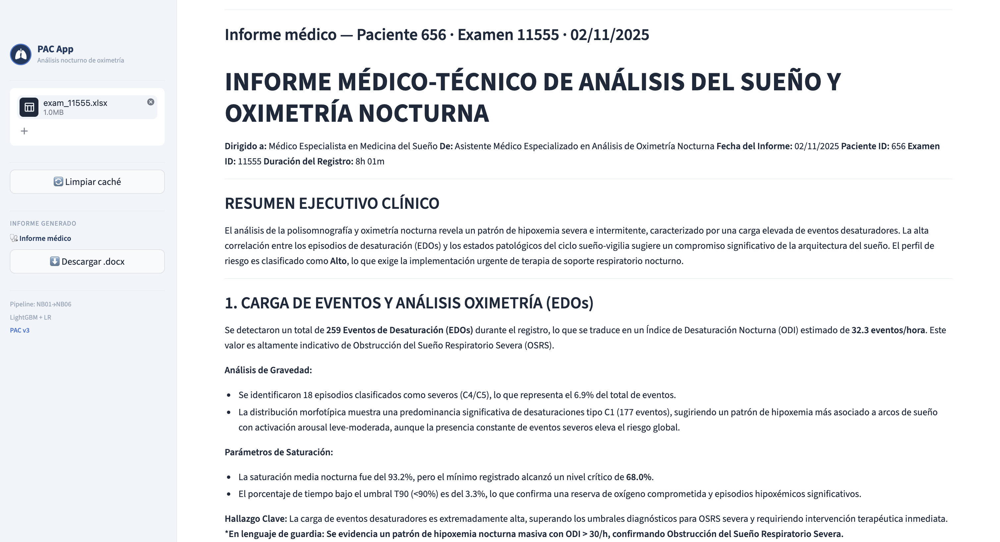 PAC App
Análisis nocturno de oximetría
exam_11555.xlsx
1.0MB
Limpiar caché
INFORME GENERADO
Informe médico
Descargar .docx
Pipeline: NB01→NB06
LightGBM + LR
PAC v3
Informe médico — Paciente 656 · Examen 11555 · 02/11/2025
INFORME MÉDICO-TÉCNICO DE ANÁLISIS DEL SUEÑO Y
OXIMETRÍA NOCTURNA
Dirigido a: Médico Especialista en Medicina del Sueño De: Asistente Médico Especializado en Análisis de Oximetría Nocturna Fecha del Informe: 02/11/2025 Paciente ID: 656 Examen
ID: 11555 Duración del Registro: 8h 01m
RESUMEN EJECUTIVO CLÍNICO
El análisis de la polisomnografía y oximetría nocturna revela un patrón de hipoxemia severa e intermitente, caracterizado por una carga elevada de eventos desaturadores. La alta
correlación entre los episodios de desaturación (EDOs) y los estados patológicos del ciclo sueño-vigilia sugiere un compromiso significativo de la arquitectura del sueño. El perfil de
riesgo es clasificado como Alto, lo que exige la implementación urgente de terapia de soporte respiratorio nocturno.
1. CARGA DE EVENTOS Y ANÁLISIS OXIMETRÍA (EDOs)
Se detectaron un total de 259 Eventos de Desaturación (EDOs) durante el registro, lo que se traduce en un Índice de Desaturación Nocturna (ODI) estimado de 32.3 eventos/hora. Este
valor es altamente indicativo de Obstrucción del Sueño Respiratorio Severa (OSRS).
Análisis de Gravedad:
• Se identificaron 18 episodios clasificados como severos (C4/C5), lo que representa el 6.9% del total de eventos.
• La distribución morfotípica muestra una predominancia significativa de desaturaciones tipo C1 (177 eventos), sugiriendo un patrón de hipoxemia más asociado a arcos de sueño
con activación arousal leve-moderada, aunque la presencia constante de eventos severos eleva el riesgo global.
Parámetros de Saturación:
• La saturación media nocturna fue del 93.2%, pero el mínimo registrado alcanzó un nivel crítico de 68.0%.
• El porcentaje de tiempo bajo el umbral T90 (<90%) es del 3.3%, lo que confirma una reserva de oxígeno comprometida y episodios hipoxémicos significativos.
Hallazgo Clave: La carga de eventos desaturadores es extremadamente alta, superando los umbrales diagnósticos para OSRS severa y requiriendo intervención terapéutica inmediata.
*En lenguaje de guardia: Se evidencia un patrón de hipoxemia nocturna masiva con ODI > 30/h, confirmando Obstrucción del Sueño Respiratorio Severa.